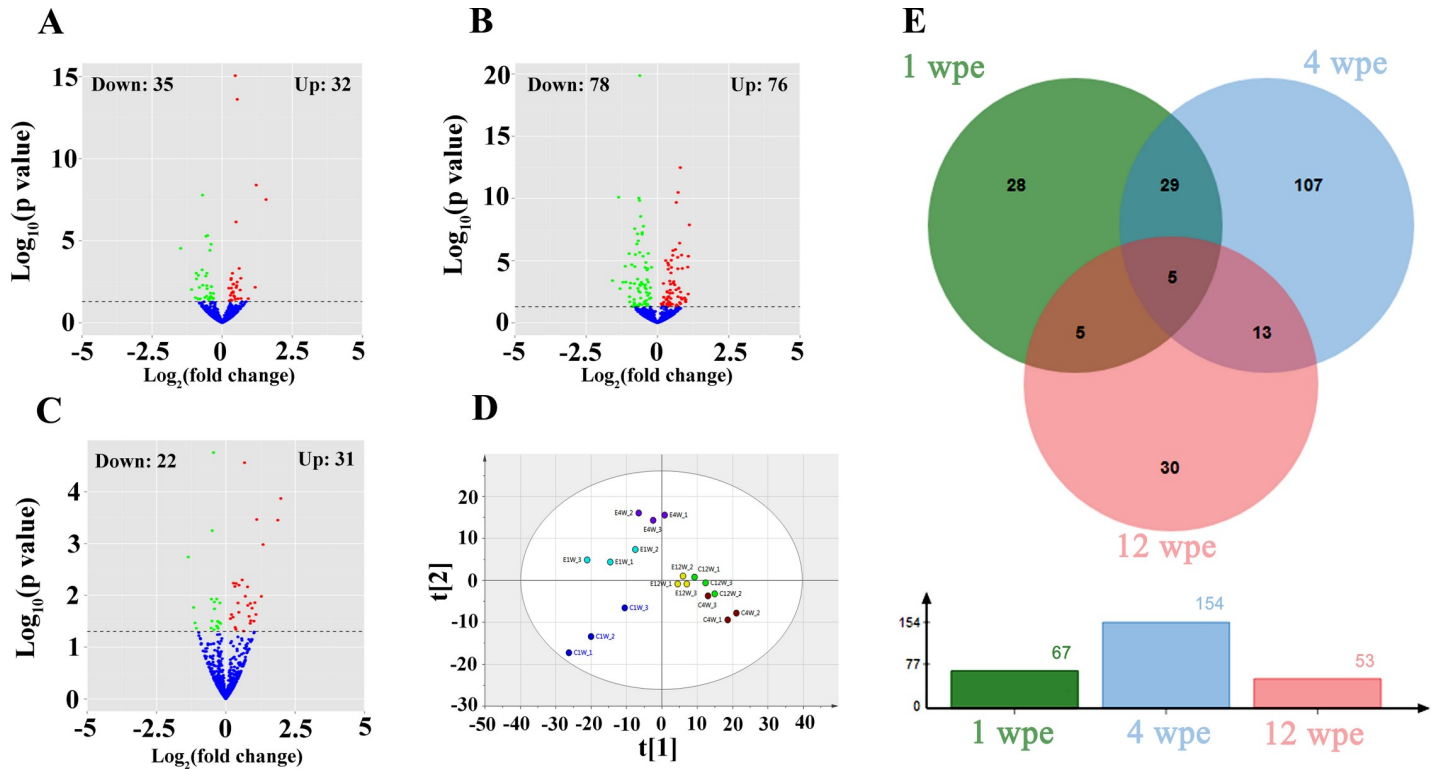 A
Down: 35 Up: 32
Log10(p value)
15
10
5
0
-5 -2.5 0 2.5 5
Log2(fold change)
B
Down: 78 Up: 76
Log10(p value)
20
15
10
5
0
-5 -2.5 0 2.5 5
Log2(fold change)
C
Down: 22 Up: 31
Log10(p value)
4
3
2
1
0
-5 -2.5 0 2.5 5
Log2(fold change)
D
t[2]
20
10
0
-10
-20
-30
E4W_2
E4W_1
E4W_3
E1W_2
E1W_3
E1W_1
E12W_2
C12W_1
E12W_1
C12W_3
E12W_3
C12W_2
C4W_3
C4W_2
C4W_1
C1W_3
C1W_2
C1W_1
-50 -40 -30 -20 -10 0 10 20 30 40
t[1]
E
1 wpe
4 wpe
28
29
107
5
5
13
30
12 wpe
154
77
0
67
154
53
1 wpe 4 wpe 12 wpe